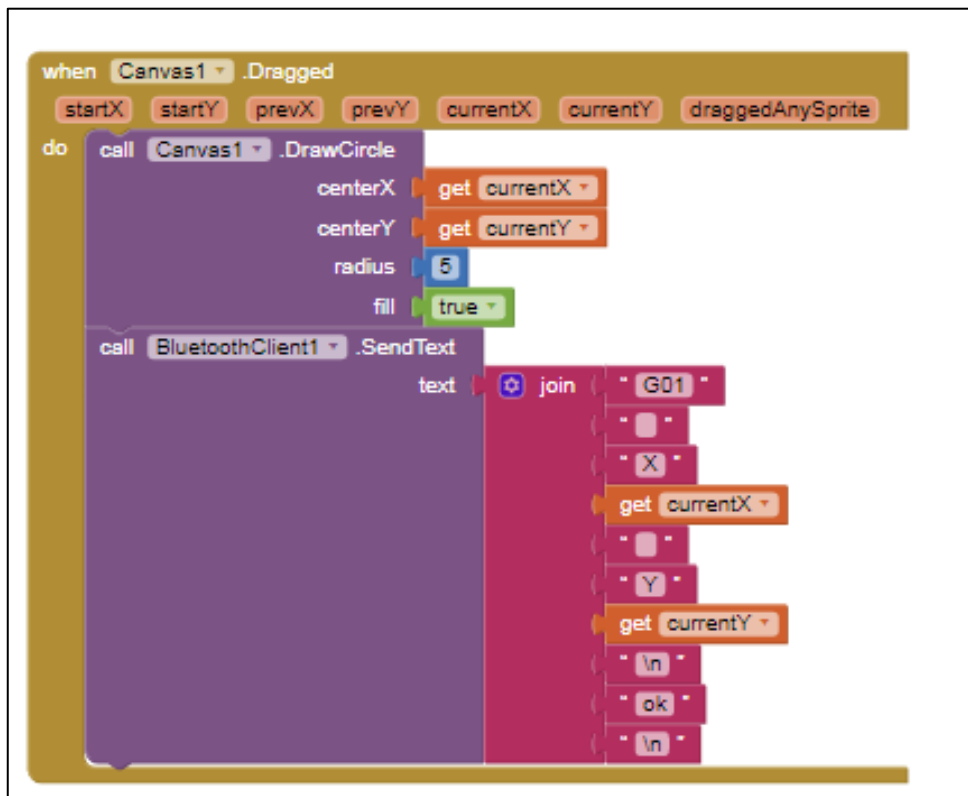 when Canvas1 .Dragged
startX startY prevX prevY currentX currentY draggedAnySprite
do call Canvas1 .DrawCircle
centerX get currentX
centerY get currentY
radius 5
fill true
call BluetoothClient1 .SendText
text join " G01 "
" "
" X "
get currentX
" "
" Y "
get currentY
" \n "
" ok "
" \n "